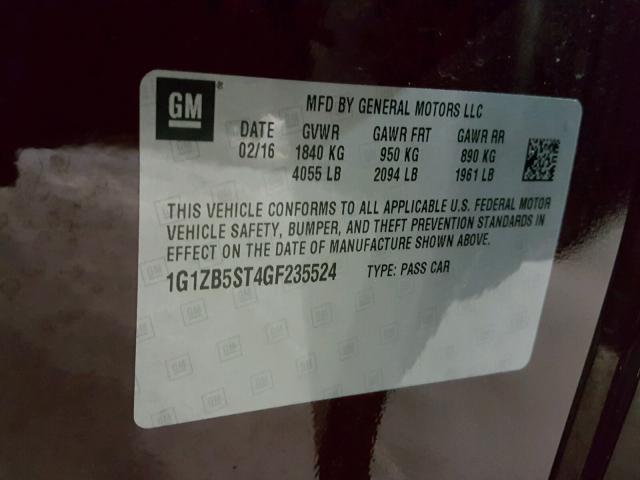 GM
MFD BY GENERAL MOTORS LLC
DATE GVWR GAWR FRT GAWR RR
02/16 1840 KG 950 KG 890 KG
4055 LB 2094 LB 1961 LB
THIS VEHICLE CONFORMS TO ALL APPLICABLE U.S. FEDERAL MOTOR
VEHICLE SAFETY, BUMPER, AND THEFT PREVENTION STANDARDS IN
EFFECT ON THE DATE OF MANUFACTURE SHOWN ABOVE.
1G1ZB5ST4GF235524 TYPE: PASS CAR